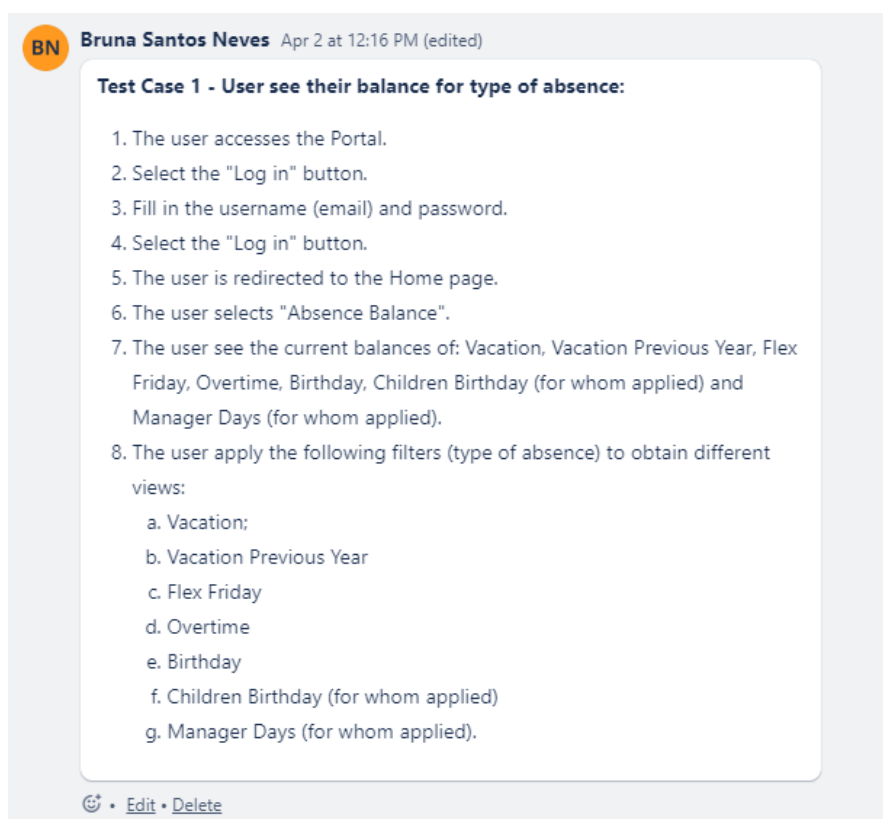 BN
Bruna Santos Neves Apr 2 at 12:16 PM (edited)
Test Case 1 - User see their balance for type of absence:
1. The user accesses the Portal.
2. Select the "Log in" button.
3. Fill in the username (email) and password.
4. Select the "Log in" button.
5. The user is redirected to the Home page.
6. The user selects "Absence Balance".
7. The user see the current balances of: Vacation, Vacation Previous Year, Flex
Friday, Overtime, Birthday, Children Birthday (for whom applied) and
Manager Days (for whom applied).
8. The user apply the following filters (type of absence) to obtain different
views:
a. Vacation;
b. Vacation Previous Year
c. Flex Friday
d. Overtime
e. Birthday
f. Children Birthday (for whom applied)
g. Manager Days (for whom applied).
• Edit • Delete